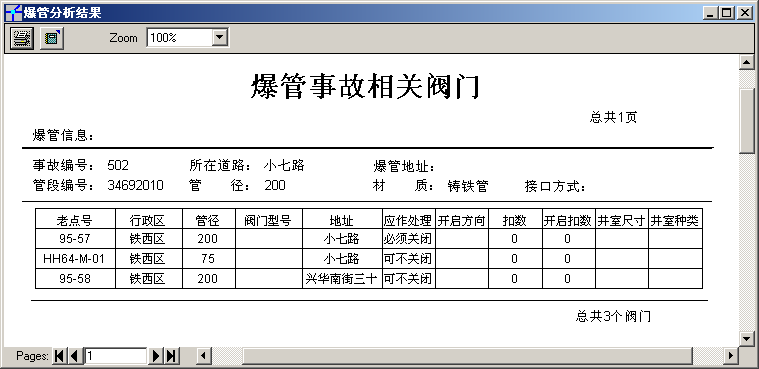 爆管分析结果
Zoom 100%
爆管事故相关阀门
总共1页
爆管信息：
事故编号： 502 所在道路： 小七路 爆管地址：
管段编号： 34692010 管 径： 200 材 质： 铸铁管 接口方式：
老点号 行政区 管径 阀门型号 地址 应作处理 开启方向 扣数 开启扣数 井室尺寸 井室种类
95-57 铁西区 200 小七路 必须关闭 0 0
HH64-M-01 铁西区 75 小七路 可不关闭 0 0
95-58 铁西区 200 兴华南街三十 可不关闭 0 0
总共3个阀门
Pages: 1